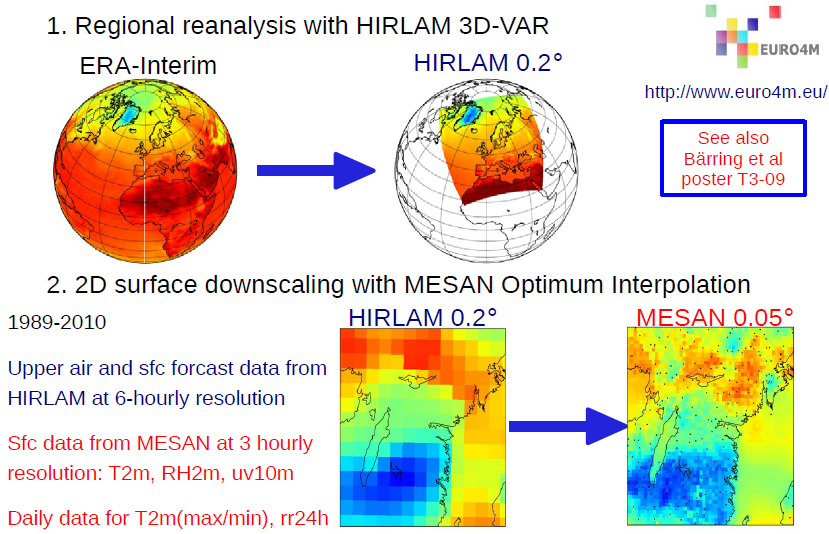 1. Regional reanalysis with HIRLAM 3D-VAR
EURO4M
ERA-Interim
HIRLAM 0.2°
http://www.euro4m.eu/
See also
Bärring et al
poster T3-09
2. 2D surface downscaling with MESAN Optimum Interpolation
1989-2010
HIRLAM 0.2°
MESAN 0.05°
Upper air and sfc forcast data from
HIRLAM at 6-hourly resolution
Sfc data from MESAN at 3 hourly
resolution: T2m, RH2m, uv10m
Daily data for T2m(max/min), rr24h